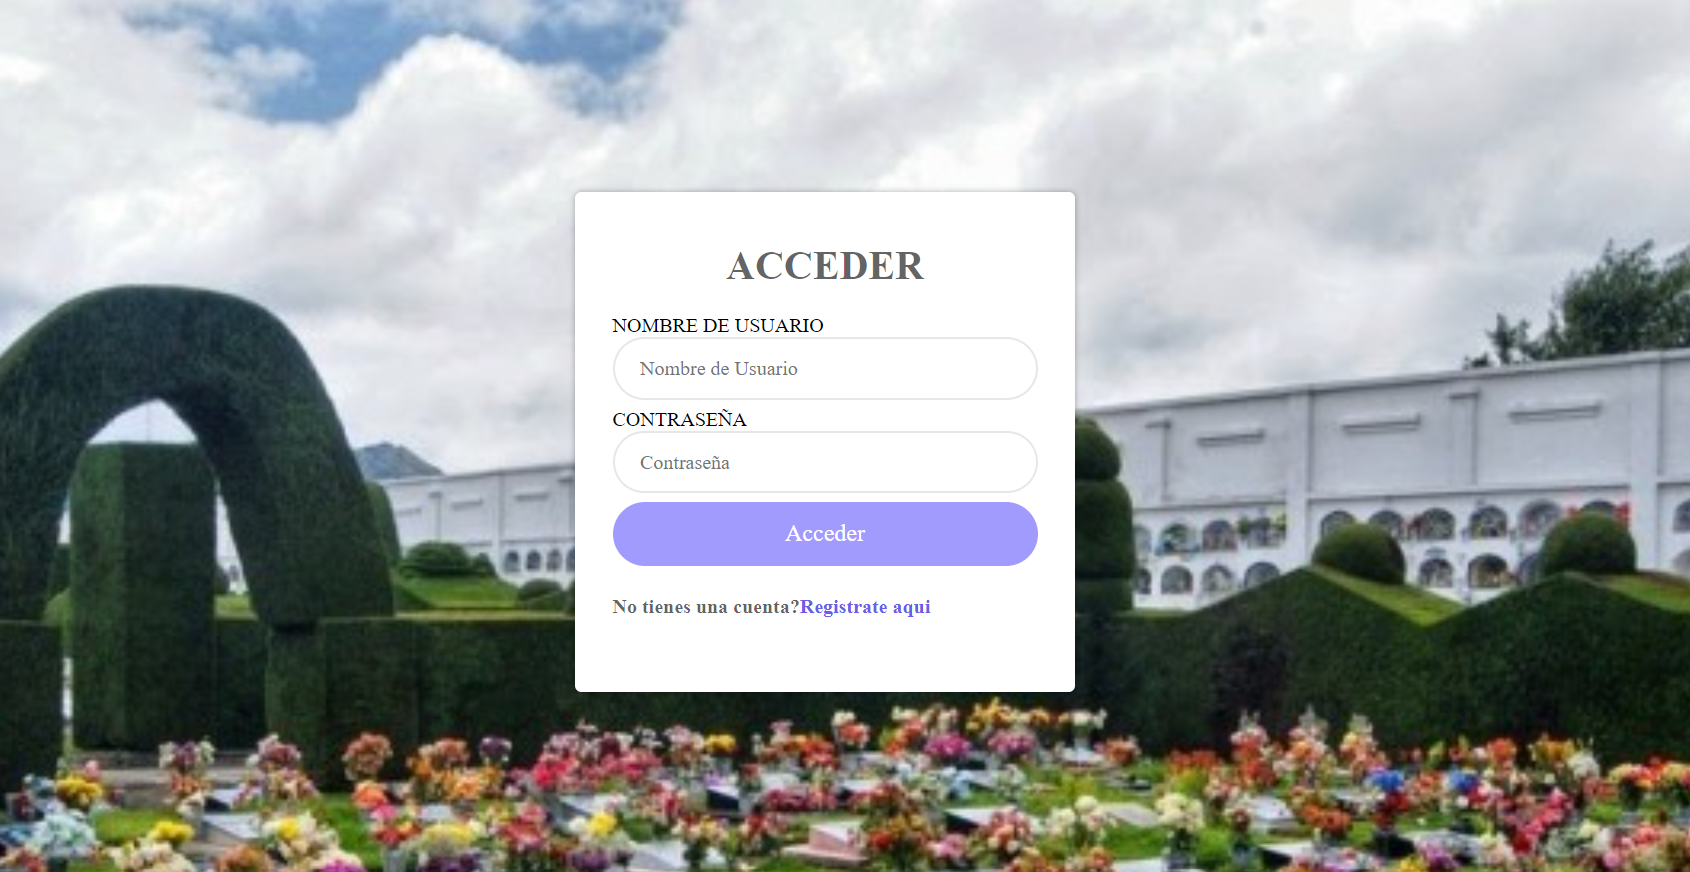 ACCEDER
NOMBRE DE USUARIO
Nombre de Usuario
CONTRASEÑA
Contraseña
Acceder
No tienes una cuenta?Registrate aqui